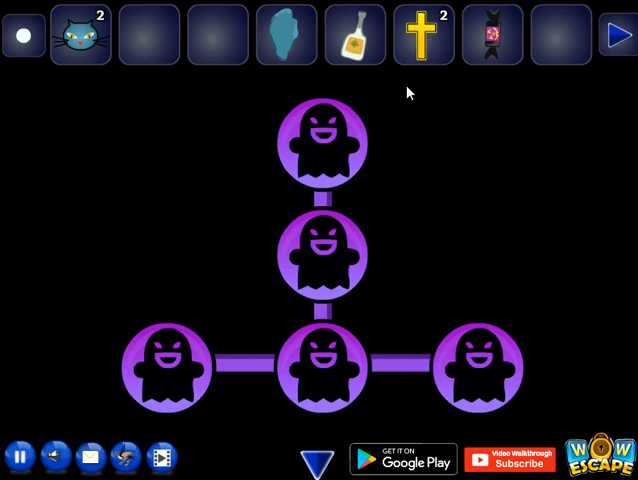 2
2
GET IT ON
Google Play
Video Walkthrough
Subscribe
WOW
ESCAPE